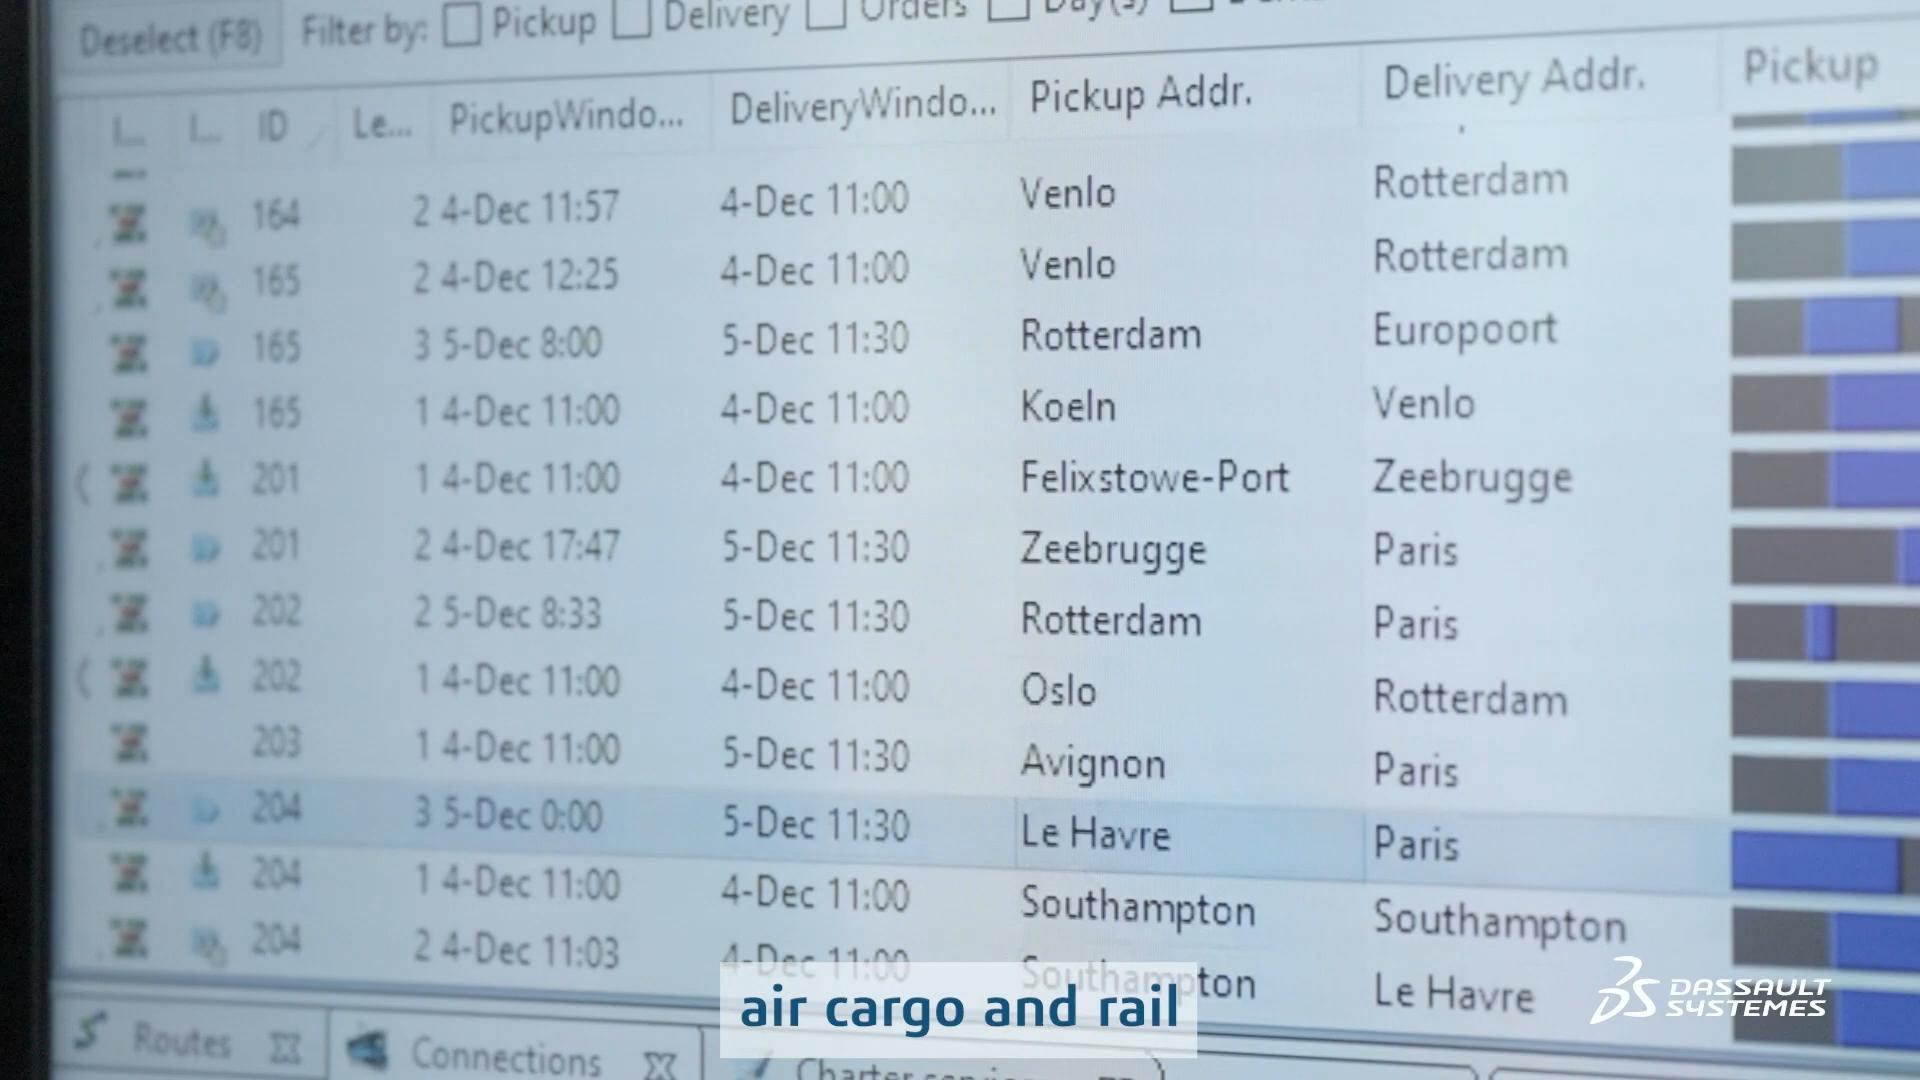 Deselect (F8) Filter by: Pickup Delivery Orders Day(s)
I... I... ID Le... PickupWindo... DeliveryWindo... Pickup Addr. Delivery Addr. Pickup
164 2 4-Dec 11:57 4-Dec 11:00 Venlo Rotterdam
165 2 4-Dec 12:25 4-Dec 11:00 Venlo Rotterdam
165 3 5-Dec 8:00 5-Dec 11:30 Rotterdam Europoort
165 1 4-Dec 11:00 4-Dec 11:00 Koeln Venlo
201 1 4-Dec 11:00 4-Dec 11:00 Felixstowe-Port Zeebrugge
201 2 4-Dec 17:47 5-Dec 11:30 Zeebrugge Paris
202 2 5-Dec 8:33 5-Dec 11:30 Rotterdam Paris
202 1 4-Dec 11:00 4-Dec 11:00 Oslo Rotterdam
203 1 4-Dec 11:00 5-Dec 11:30 Avignon Paris
204 3 5-Dec 0:00 5-Dec 11:30 Le Havre Paris
204 1 4-Dec 11:00 4-Dec 11:00 Southampton Southampton
204 2 4-Dec 11:03 4-Dec 11:00 Southampton Le Havre
air cargo and rail
DASSAULT
SYSTEMES
Routes Connections Charter